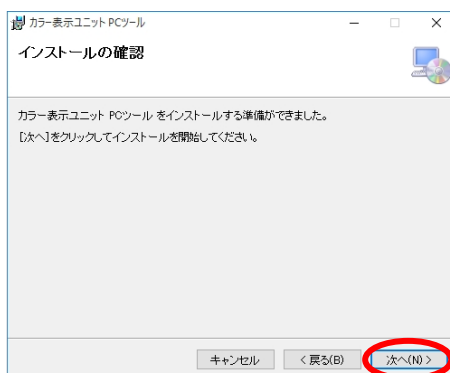 カラー表示ユニット PCツール
インストールの確認
カラー表示ユニット PCツール をインストールする準備ができました。
[次へ]をクリックしてインストールを開始してください。
キャンセル
< 戻る(B)
次へ(N) >